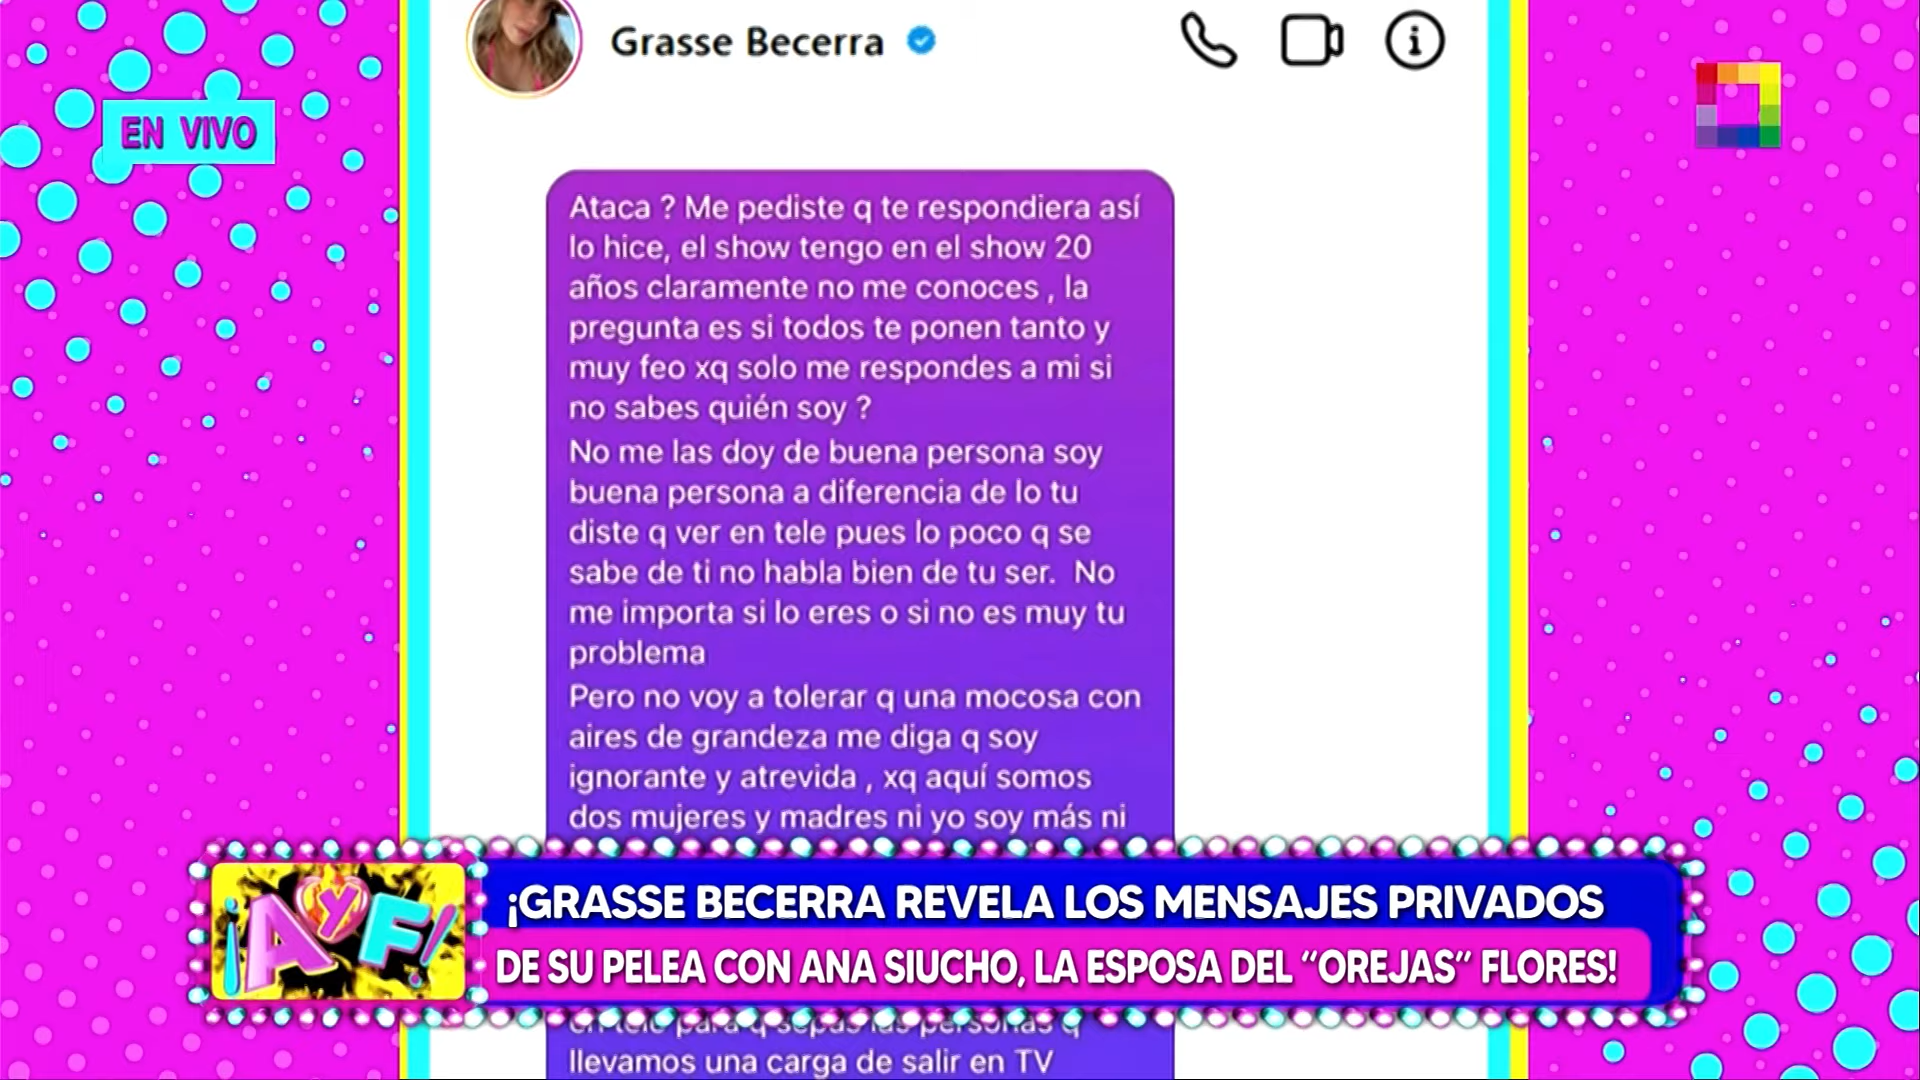 Grasse Becerra
EN VIVO
Ataca ? Me pediste q te respondiera así
lo hice, el show tengo en el show 20
años claramente no me conoces , la
pregunta es si todos te ponen tanto y
muy feo xq solo me respondes a mi si
no sabes quién soy ?
No me las doy de buena persona soy
buena persona a diferencia de lo tu
diste q ver en tele pues lo poco q se
sabe de ti no habla bien de tu ser.  No
me importa si lo eres o si no es muy tu
problema
Pero no voy a tolerar q una mocosa con
aires de grandeza me diga q soy
ignorante y atrevida , xq aquí somos
dos mujeres y madres ni yo soy más ni
¡AYF!
¡GRASSE BECERRA REVELA LOS MENSAJES PRIVADOS
DE SU PELEA CON ANA SIUCHO, LA ESPOSA DEL “OREJAS” FLORES!
en tele para q sepas las personas q
llevamos una carga de salir en TV